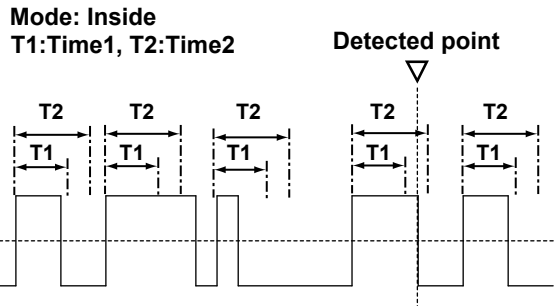 Mode: Inside
T1:Time1, T2:Time2
Detected point
T2 T2 T2 T2 T2
T1 T1 T1 T1 T1